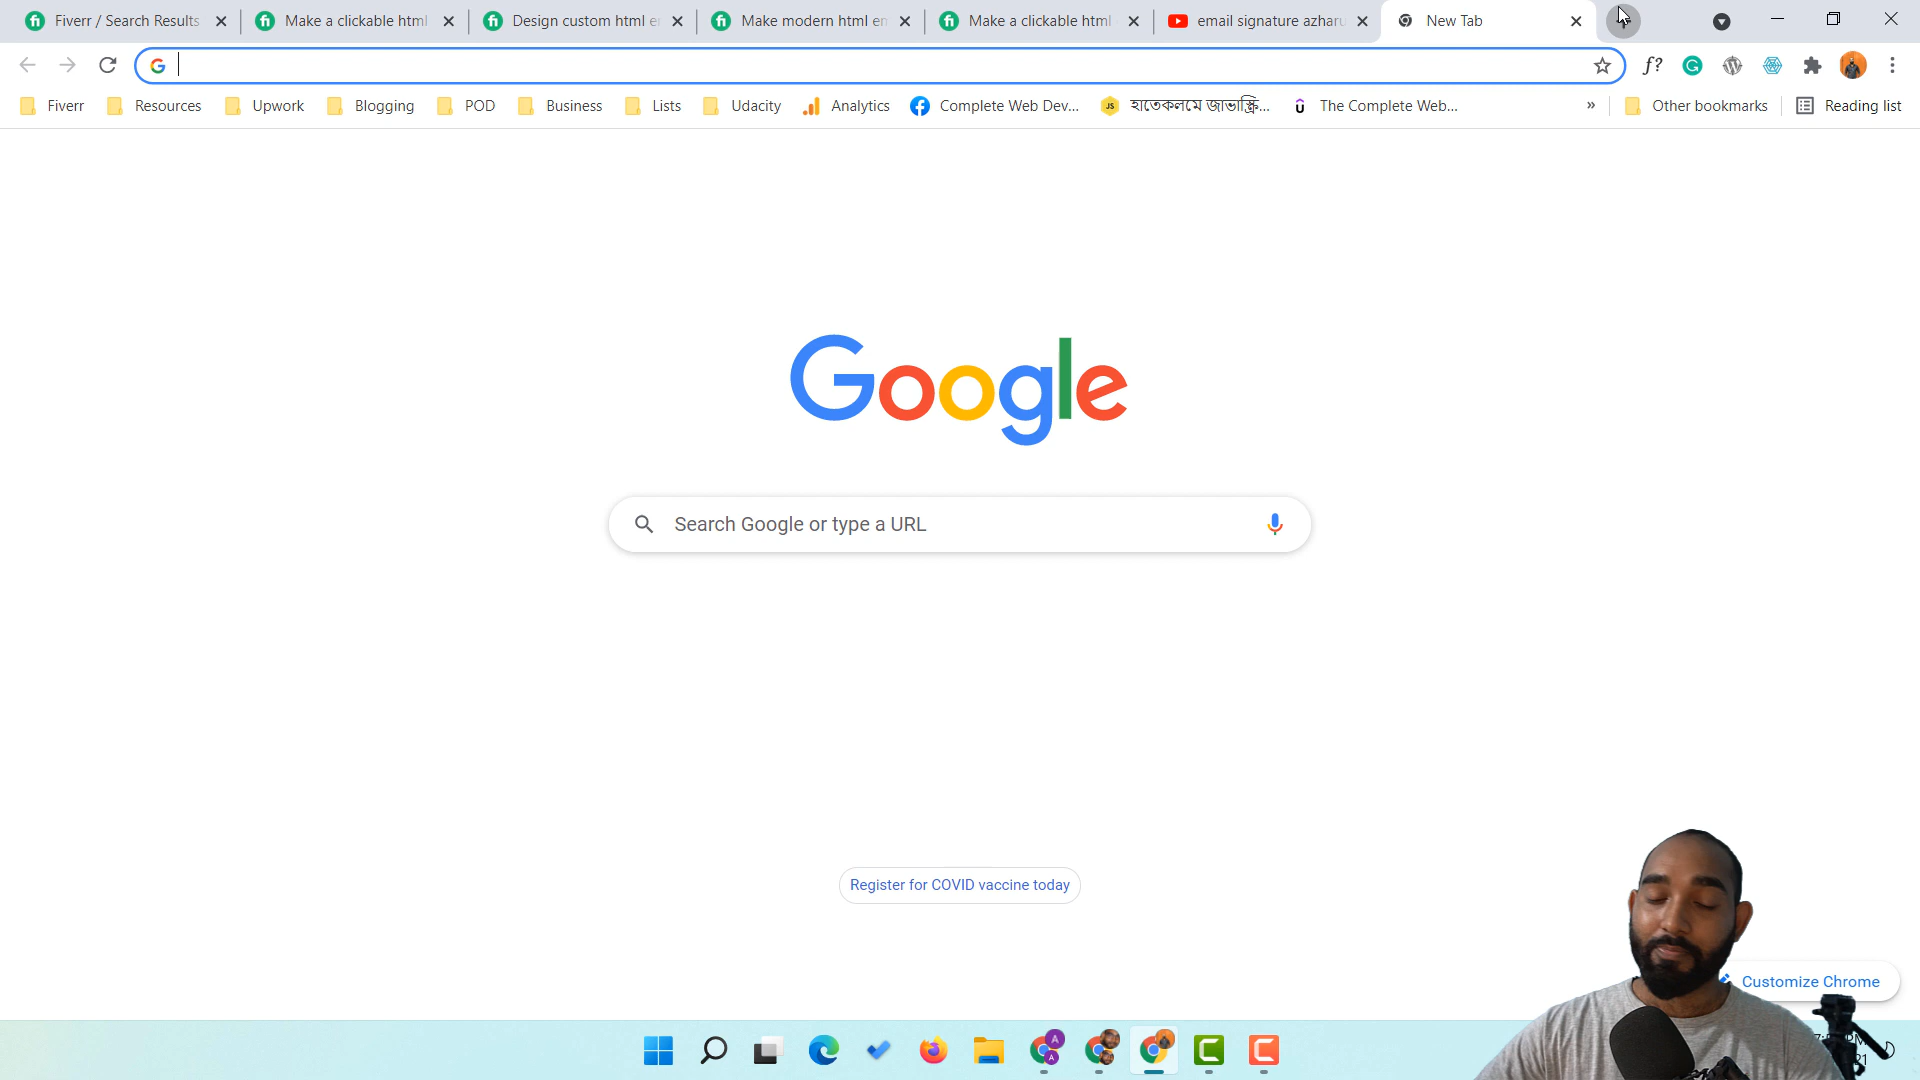 Fiverr / Search Results
Make a clickable html
Design custom html e
Make modern html en
Make a clickable html
email signature azharu
New Tab
Fiverr
Resources
Upwork
Blogging
POD
Business
Lists
Udacity
Analytics
Complete Web Dev...
হাতেকলমে জাভাস্ক্রি...
The Complete Web...
Other bookmarks
Reading list
Google
Search Google or type a URL
Register for COVID vaccine today
Customize Chrome